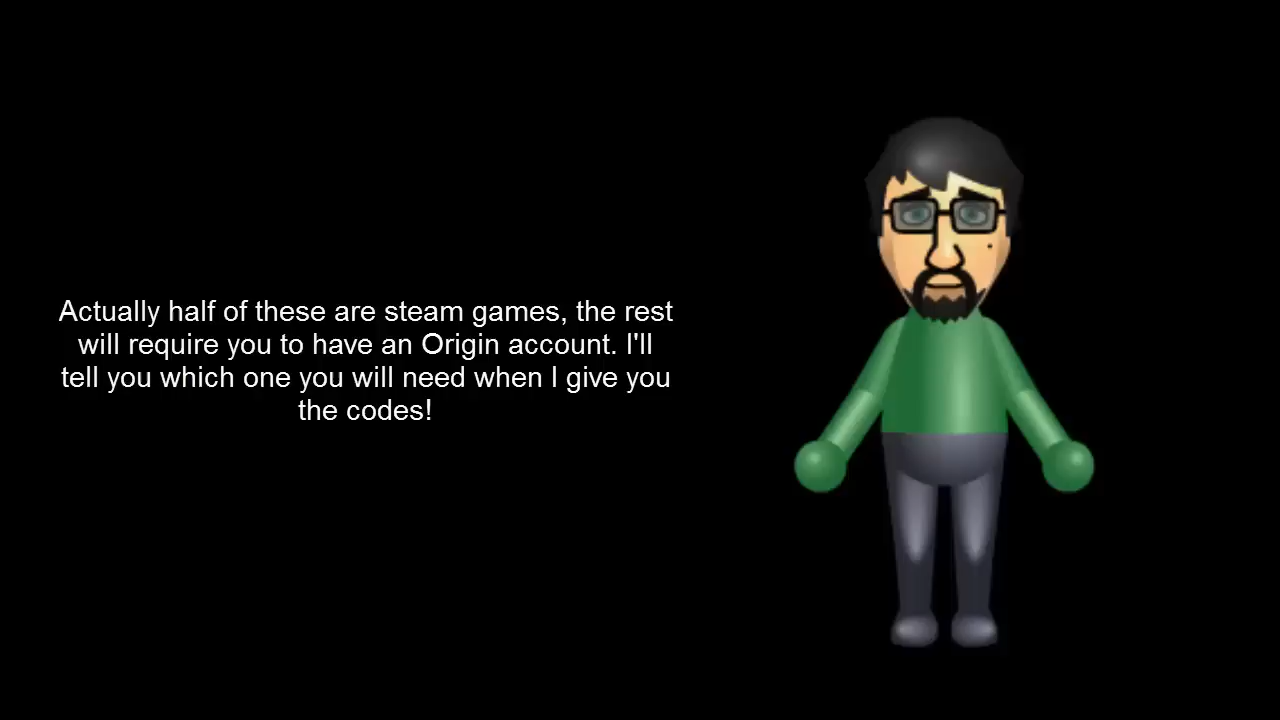 Actually half of these are steam games, the rest
will require you to have an Origin account. I'll
tell you which one you will need when I give you
the codes!